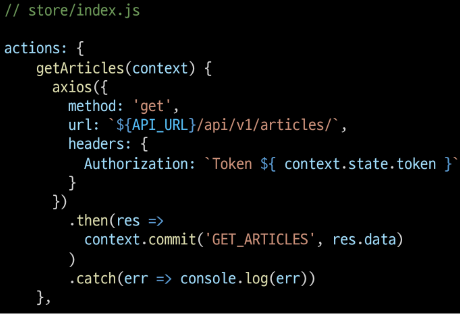 // store/index.js
actions: {
getArticles(context) {
axios({
method: 'get',
url: `${API_URL}/api/v1/articles/`,
headers: {
Authorization: `Token ${ context.state.token }`
}
})
.then(res =>
context.commit('GET_ARTICLES', res.data)
)
.catch(err => console.log(err))
},